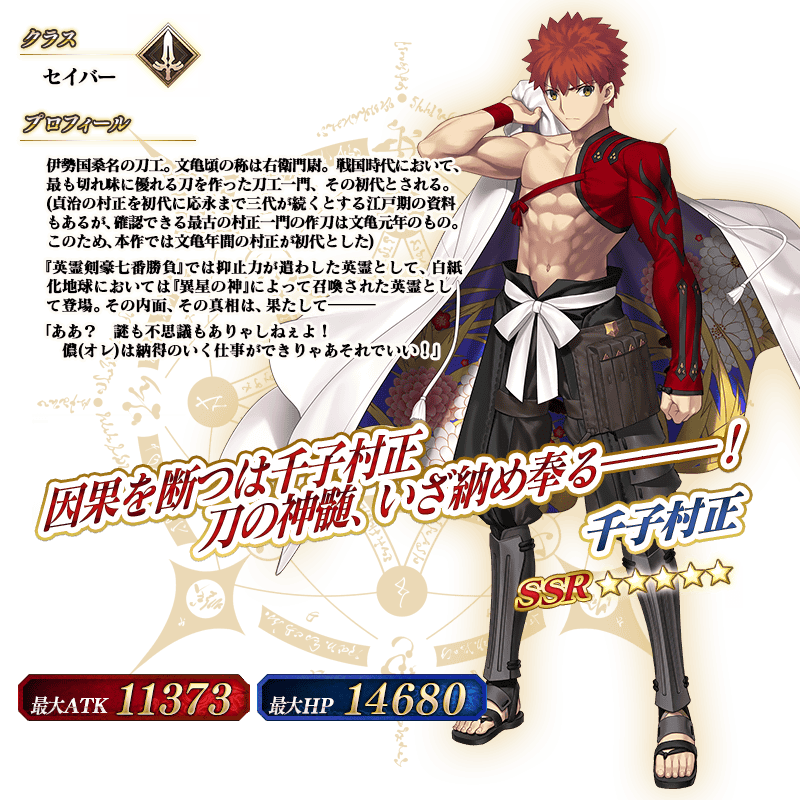 クラス
セイバー
プロフィール
伊勢国桑名の刀工。文亀頃の称は右衛門尉。戦国時代において、
最も切れ味に優れる刀を作った刀工一門、その初代とされる。
(貞治の村正を初代に応永まで三代が続くとする江戸期の資料
もあるが、確認できる最古の村正一門の作刀は文亀元年のもの。
このため、本作では文亀年間の村正が初代とした)
『英霊剣豪七番勝負』では抑止力が遣わした英霊として、白紙
化地球においては『異星の神』によって召喚された英霊とし
て登場。その内面、その真相は、果たして――――
「ああ？　謎も不思議もありゃしねぇよ！
儂(オレ)は納得のいく仕事ができりゃあそれでいい！」
因果を断つは千子村正
刀の神髄、いざ納め奉る――――！
千子村正
SSR ★★★★★
最大ATK 11373
最大HP 14680